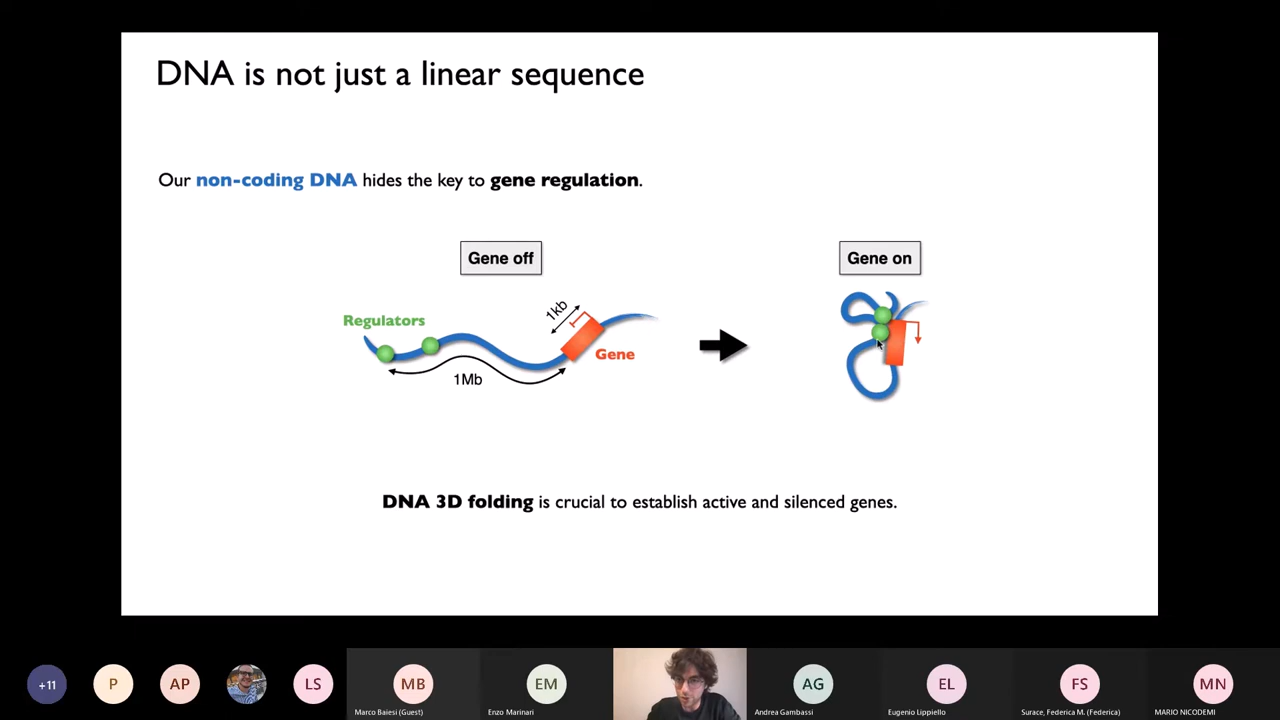 DNA is not just a linear sequence
Our non-coding DNA hides the key to gene regulation.
Gene off
Gene on
1kb
Regulators
Gene
1Mb
DNA 3D folding is crucial to establish active and silenced genes.
+11
P
AP
LS
MB
EM
AG
EL
FS
MN
Marco Baiesi (Guest)
Enzo Marinari
Andrea Gambassi
Eugenio Lippiello
Surace, Federica M. (Federica)
MARIO NICODEMI